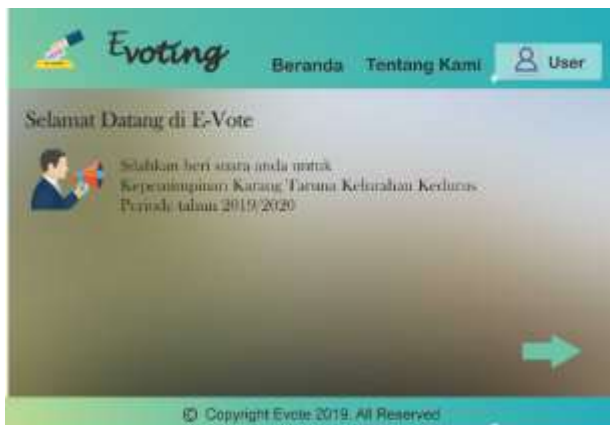 Evoting
Beranda Tentang Kami User
Selamat Datang di E-Vote
Silahkan beri suara anda untuk
Kepemimpinan Karang Taruna Kelurahan Kedurus
Periode tahun 2019/2020
© Copyright Evote 2019. All Reserved